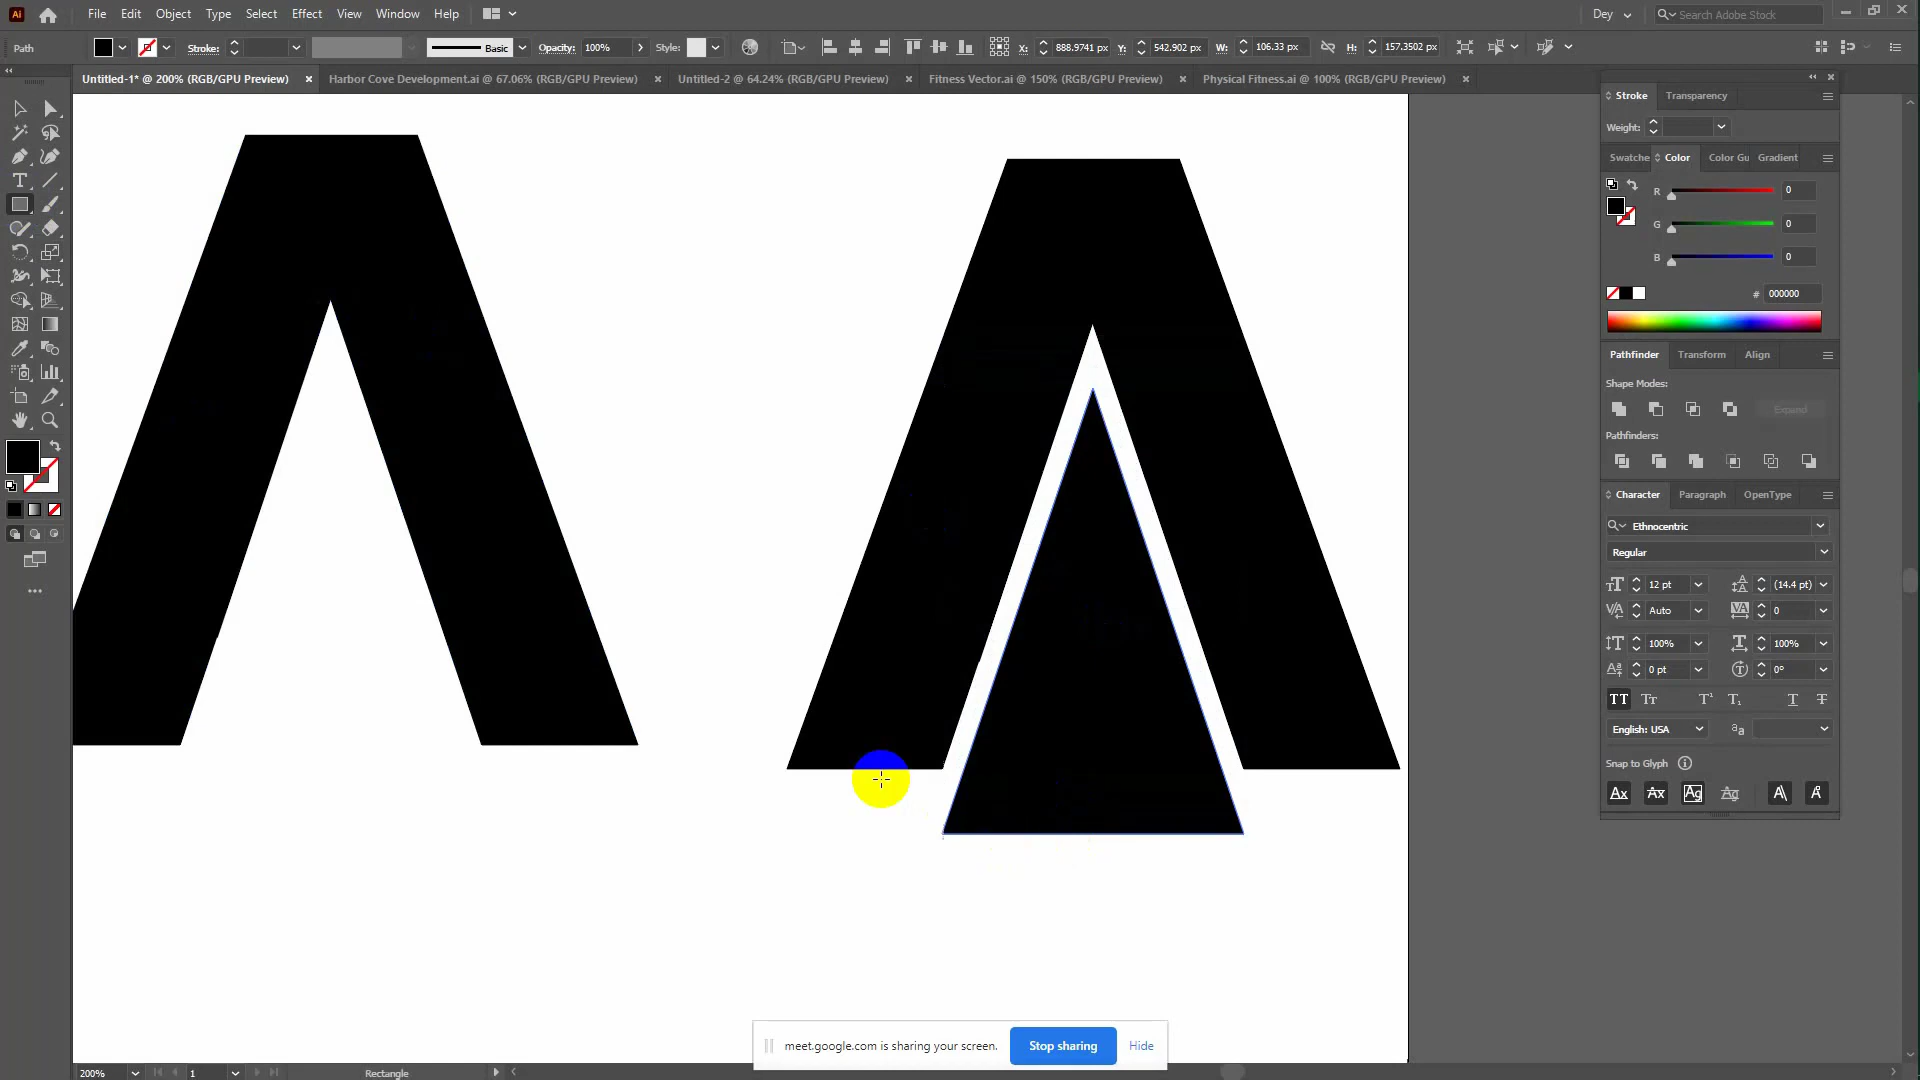 Ai File Edit Object Type Select Effect View Window Help Dey Search Adobe Stock
Path Stroke: Basic Opacity: 100% Style: X: 888.9741 px Y: 542.902 px W: 106.33 px H: 157.3502 px
Untitled-1* @ 200% (RGB/GPU Preview) × Harbor Cove Development.ai @ 67.06% (RGB/GPU Preview) × Untitled-2 @ 64.24% (RGB/GPU Preview) × Fitness Vector.ai @ 150% (RGB/GPU Preview) × Physical Fitness.ai @ 100% (RGB/GPU Preview) ×
Stroke Transparency
Weight:
Swatche Color Color Gu Gradient
R 0
G 0
B 0
# 000000
Pathfinder Transform Align
Shape Modes:
Expand
Pathfinders:
Character Paragraph OpenType
Ethnocentric
Regular
12 pt (14.4 pt)
Auto 0
100% 100%
0 pt 0°
TT Tr T¹ T₁ T T
English: USA aa
Snap to Glyph
Ax Ax Ag Ag A A
meet.google.com is sharing your screen. Stop sharing Hide
200% 1 Rectangle